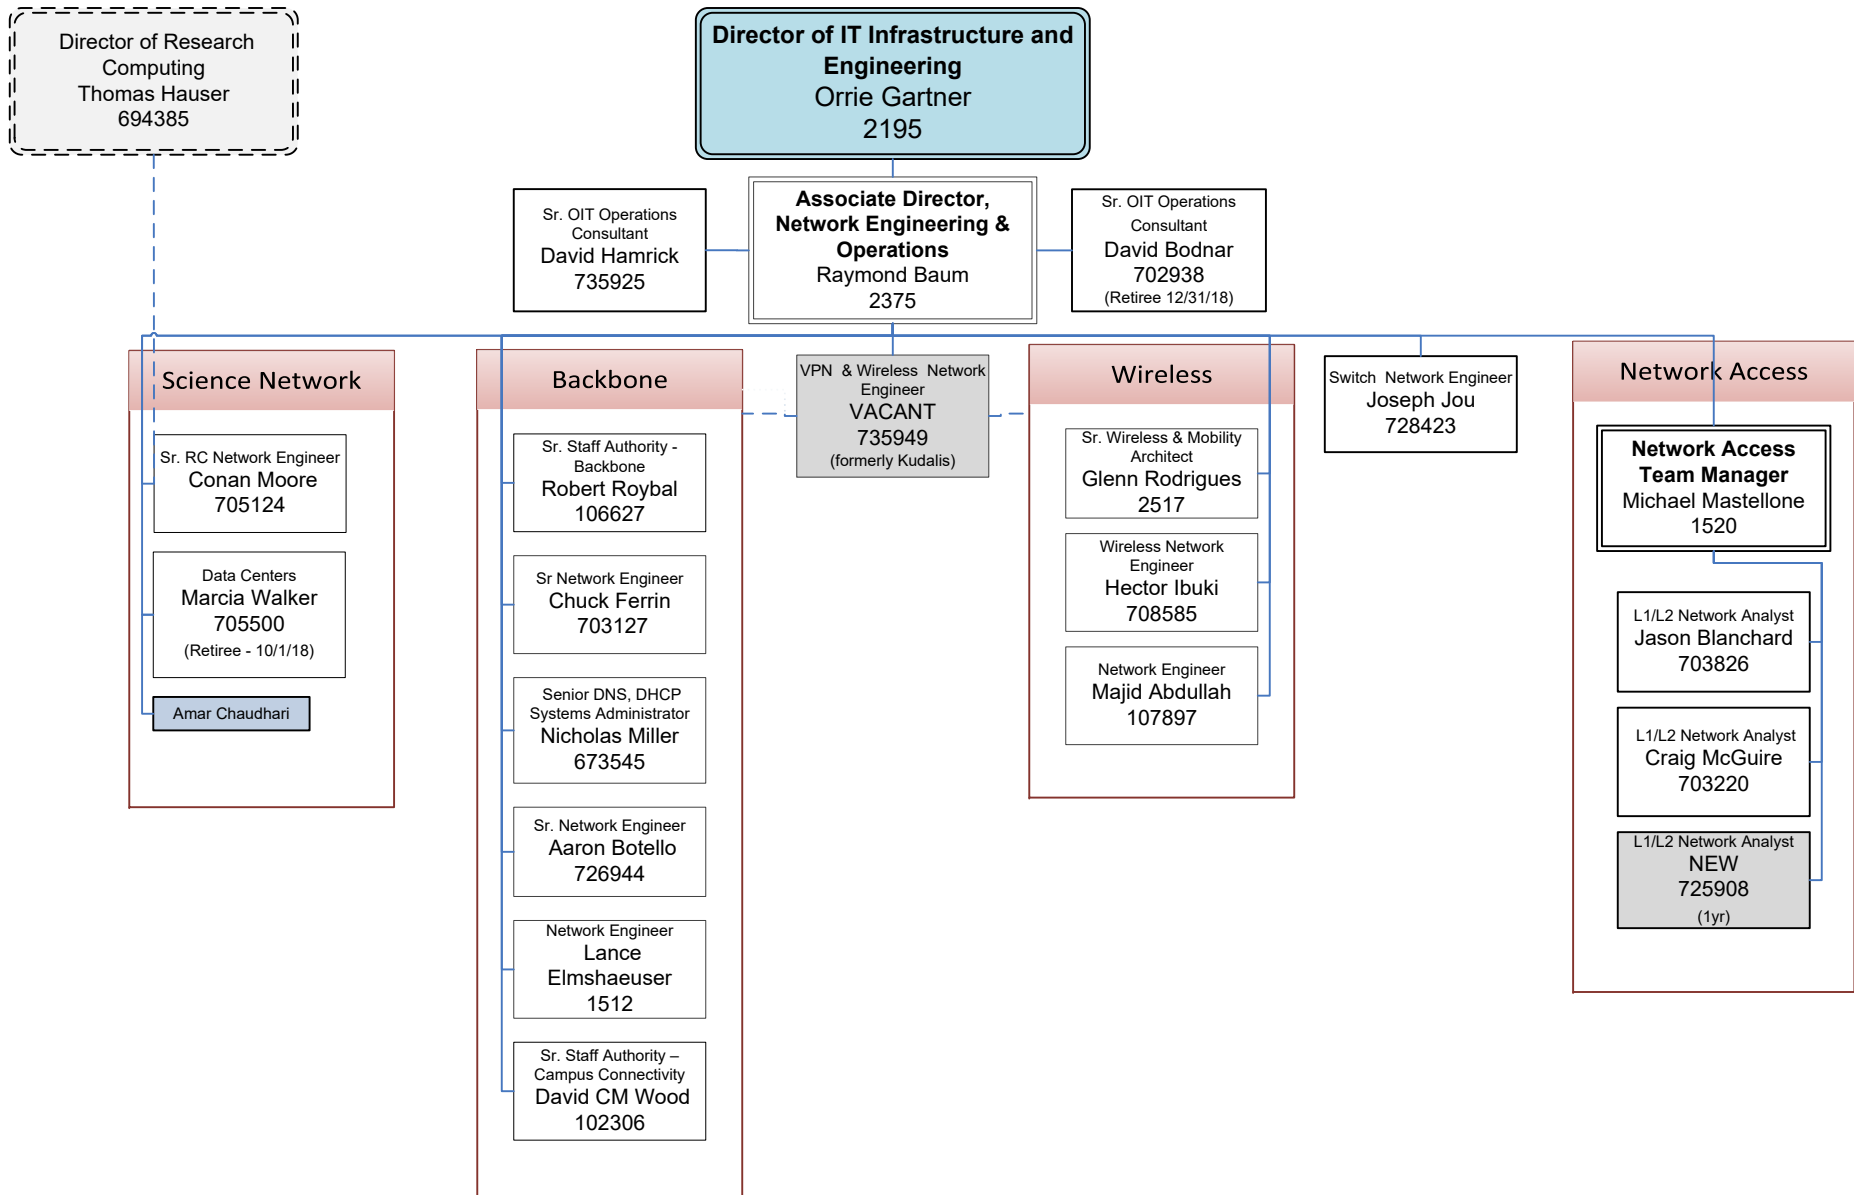 Director of Research
Computing
Thomas Hauser
694385
Director of IT Infrastructure and
Engineering
Orrie Gartner
2195
Sr. OIT Operations
Consultant
David Hamrick
735925
Associate Director,
Network Engineering &
Operations
Raymond Baum
2375
Sr. OIT Operations
Consultant
David Bodnar
702938
(Retiree 12/31/18)
Science Network
Sr. RC Network Engineer
Conan Moore
705124
Data Centers
Marcia Walker
705500
(Retiree - 10/1/18)
Amar Chaudhari
Backbone
Sr. Staff Authority -
Backbone
Robert Roybal
106627
Sr Network Engineer
Chuck Ferrin
703127
Senior DNS, DHCP
Systems Administrator
Nicholas Miller
673545
Sr. Network Engineer
Aaron Botello
726944
Network Engineer
Lance
Elmshaeuser
1512
Sr. Staff Authority –
Campus Connectivity
David CM Wood
102306
VPN & Wireless Network
Engineer
VACANT
735949
(formerly Kudalis)
Wireless
Sr. Wireless & Mobility
Architect
Glenn Rodrigues
2517
Wireless Network
Engineer
Hector Ibuki
708585
Network Engineer
Majid Abdullah
107897
Switch Network Engineer
Joseph Jou
728423
Network Access
Network Access
Team Manager
Michael Mastellone
1520
L1/L2 Network Analyst
Jason Blanchard
703826
L1/L2 Network Analyst
Craig McGuire
703220
L1/L2 Network Analyst
NEW
725908
(1yr)